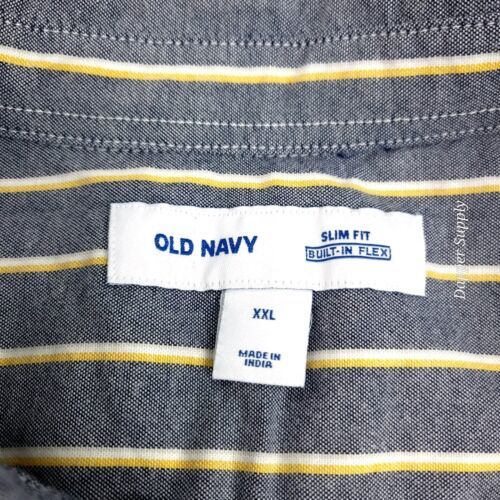 OLD NAVY
SLIM FIT
BUILT-IN FLEX
XXL
MADE IN
INDIA
Dapper Supply